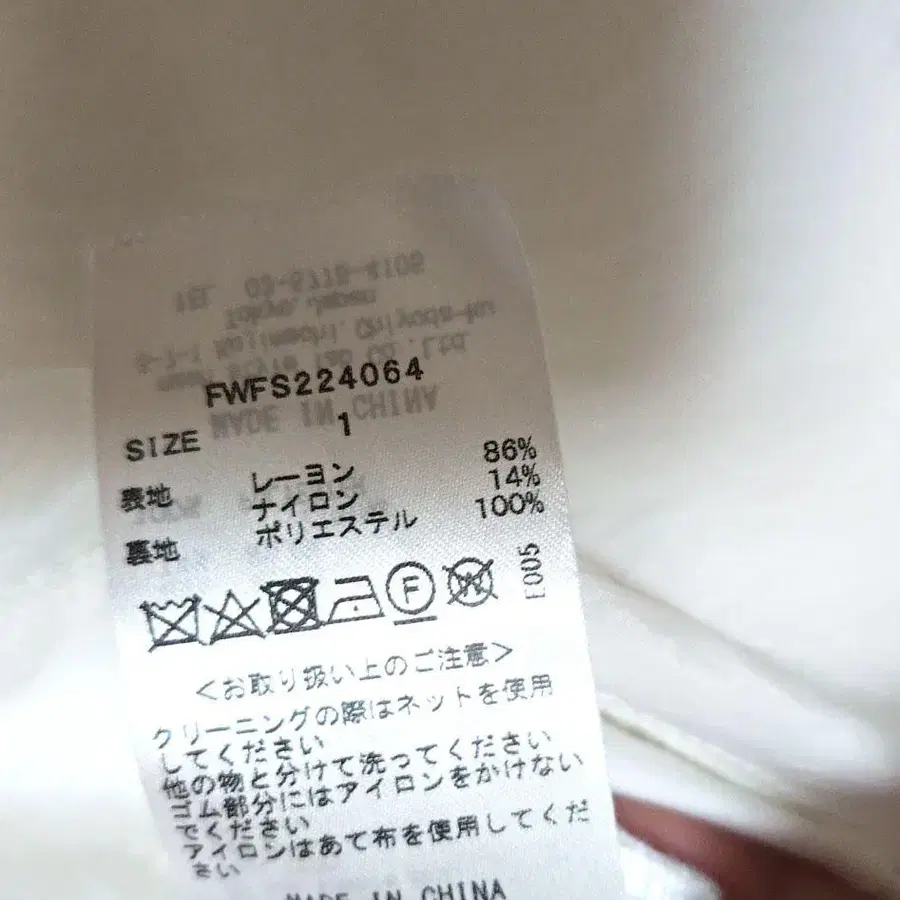 FWFS224064
SIZE 1
表地 レーヨン 86%
ナイロン 14%
裏地 ポリエステル 100%
F W E005
<お取り扱い上のご注意>
クリーニングの際はネットを使用
してください
他の物と分けて洗ってください
ゴム部分にはアイロンをかけない
でください
アイロンはあて布を使用してくだ
さい
MADE IN CHINA